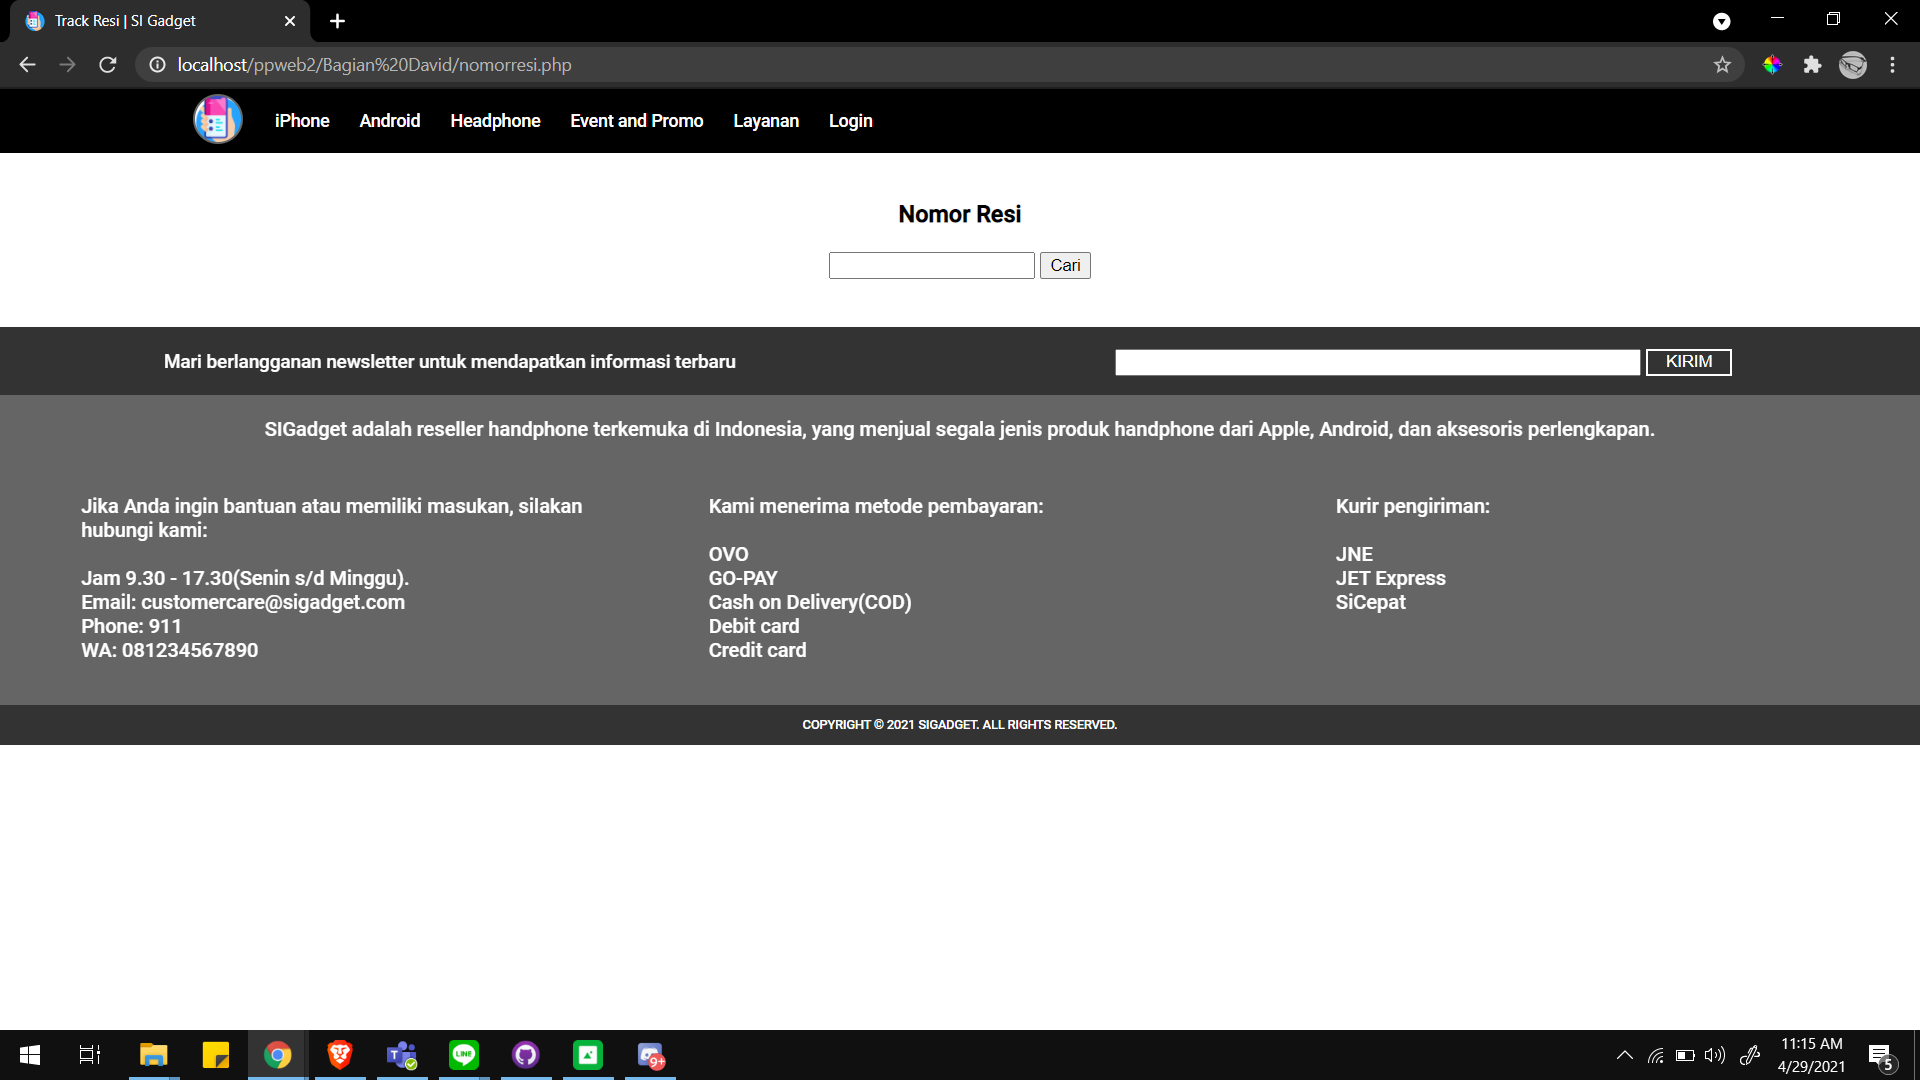 Track Resi | SI Gadget
localhost/ppweb2/Bagian%20David/nomorresi.php
iPhone Android Headphone Event and Promo Layanan Login
Nomor Resi
Cari
Mari berlangganan newsletter untuk mendapatkan informasi terbaru
KIRIM
SIGadget adalah reseller handphone terkemuka di Indonesia, yang menjual segala jenis produk handphone dari Apple, Android, dan aksesoris perlengkapan.
Jika Anda ingin bantuan atau memiliki masukan, silakan
hubungi kami:
Jam 9.30 - 17.30(Senin s/d Minggu).
Email: customercare@sigadget.com
Phone: 911
WA: 081234567890
Kami menerima metode pembayaran:
OVO
GO-PAY
Cash on Delivery(COD)
Debit card
Credit card
Kurir pengiriman:
JNE
JET Express
SiCepat
COPYRIGHT © 2021 SIGADGET. ALL RIGHTS RESERVED.
T
LINE
9+
11:15 AM
4/29/2021
5